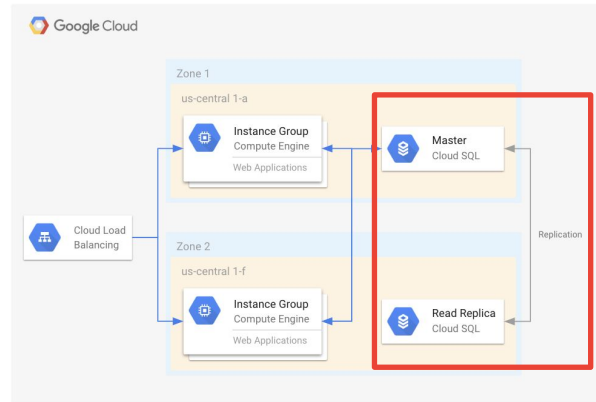 Google Cloud
Zone 1
us-central 1-a
Instance Group
Compute Engine
Web Applications
Master
Cloud SQL
Cloud Load
Balancing
Replication
Zone 2
us-central 1-f
Instance Group
Compute Engine
Web Applications
Read Replica
Cloud SQL